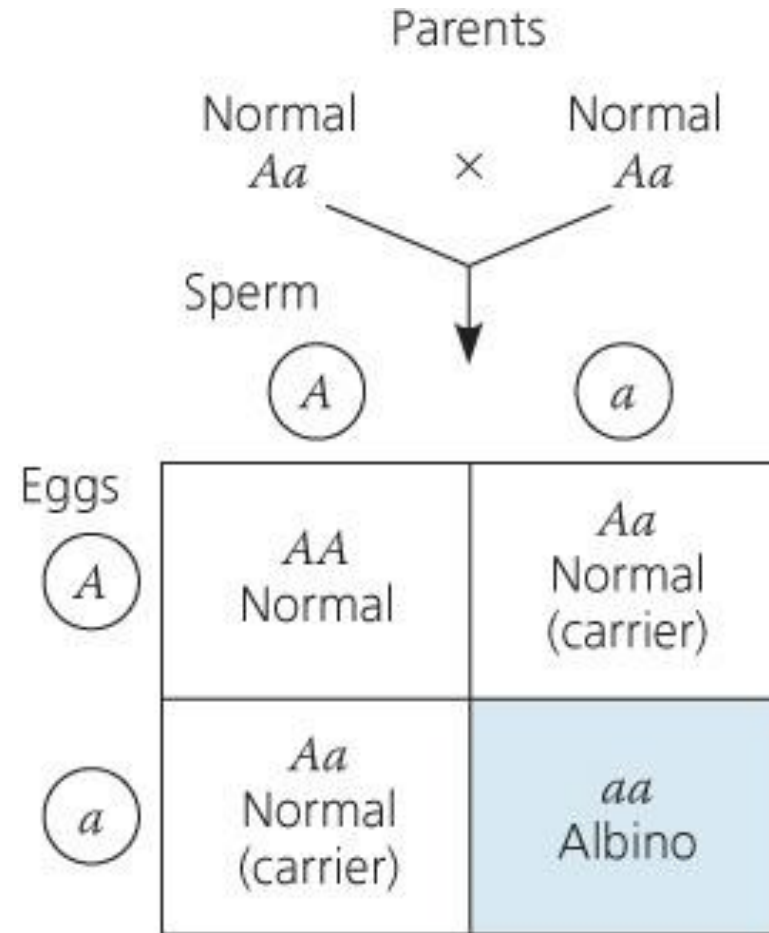 Parents
Normal Normal
Aa × Aa
Sperm
A a
Eggs
A
AA
Normal
Aa
Normal
(carrier)
a
Aa
Normal
(carrier)
aa
Albino